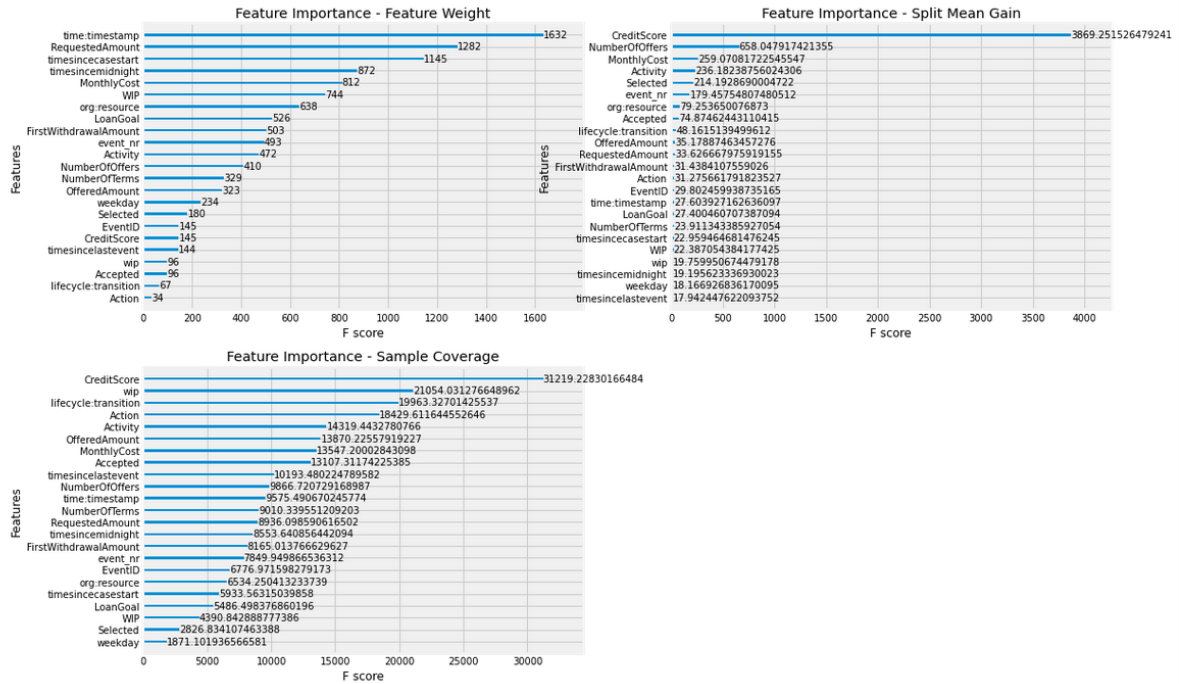 Feature Importance - Feature Weight
time:timestamp 1632
RequestedAmount 1282
timesincecasestart 1145
timesincemidnight 872
MonthlyCost 812
WIP 744
org:resource 638
LoanGoal 526
FirstWithdrawalAmount 503
event_nr 493
Activity 472
NumberOfOffers 410
NumberOfTerms 329
OfferedAmount 323
weekday 234
Selected 180
EventID 145
CreditScore 145
timesincelastevent 144
wip 96
Accepted 96
lifecycle:transition 67
Action 34
Features
0 200 400 600 800 1000 1200 1400 1600
F score
Feature Importance - Split Mean Gain
CreditScore 3869.251526479241
NumberOfOffers 658.047917421355
MonthlyCost 259.07081722545547
Activity 236.18238756024306
Selected 214.1928690004722
event_nr 179.45754807480512
org:resource 79.253650076873
Accepted 74.87462443110415
lifecycle:transition 48.1615139499612
OfferedAmount 35.17887463457276
RequestedAmount 33.626667975919155
FirstWithdrawalAmount 31.4384107559026
Action 31.275661791823527
EventID 29.802459938735165
time:timestamp 27.603927162636097
LoanGoal 27.400460707387094
NumberOfTerms 23.911343385927054
timesincecasestart 22.959464681476245
WIP 22.387054384177425
wip 19.759950674479178
timesincemidnight 19.195623336930023
weekday 18.166926836170095
timesincelastevent 17.942447622093752
Features
0 500 1000 1500 2000 2500 3000 3500 4000
F score
Feature Importance - Sample Coverage
CreditScore 31219.22830166484
wip 21054.031276648962
lifecycle:transition 19963.32701425537
Action 18429.611644552646
Activity 14319.4432780766
OfferedAmount 13870.22557919227
MonthlyCost 13547.20002843098
Accepted 13107.31174225385
timesincelastevent 10193.480224789582
NumberOfOffers 9866.720729168987
time:timestamp 9575.490670245774
NumberOfTerms 9010.339551209203
RequestedAmount 8936.098590616502
timesincemidnight 8553.640856442094
FirstWithdrawalAmount 8165.013766629627
event_nr 7849.949866536312
EventID 6776.971598279173
org:resource 6534.250413233739
timesincecasestart 5933.56315039858
LoanGoal 5486.498376860196
WIP 4390.842888777386
Selected 2826.834107463388
weekday 1871.101936566581
Features
0 5000 10000 15000 20000 25000 30000
F score